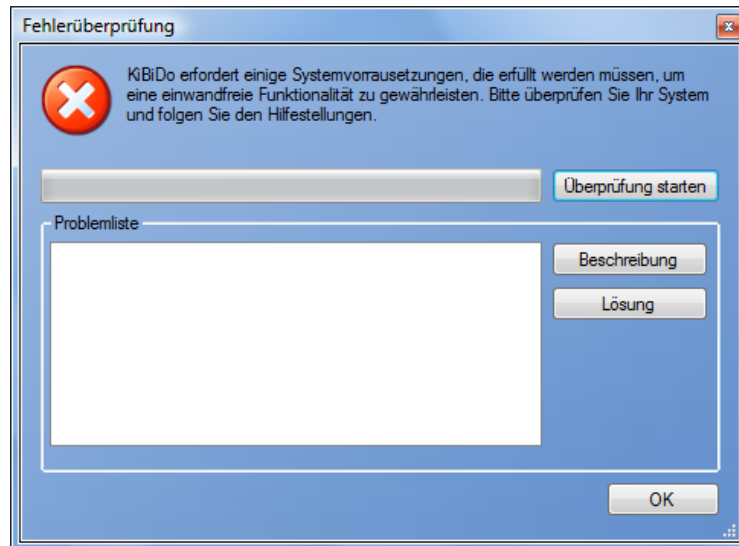 Fehlerüberprüfung
KiBiDo erfordert einige Systemvorrausetzungen, die erfüllt werden müssen, um
eine einwandfreie Funktionalität zu gewährleisten. Bitte überprüfen Sie Ihr System
und folgen Sie den Hilfestellungen.
Überprüfung starten
Problemliste
Beschreibung
Lösung
OK